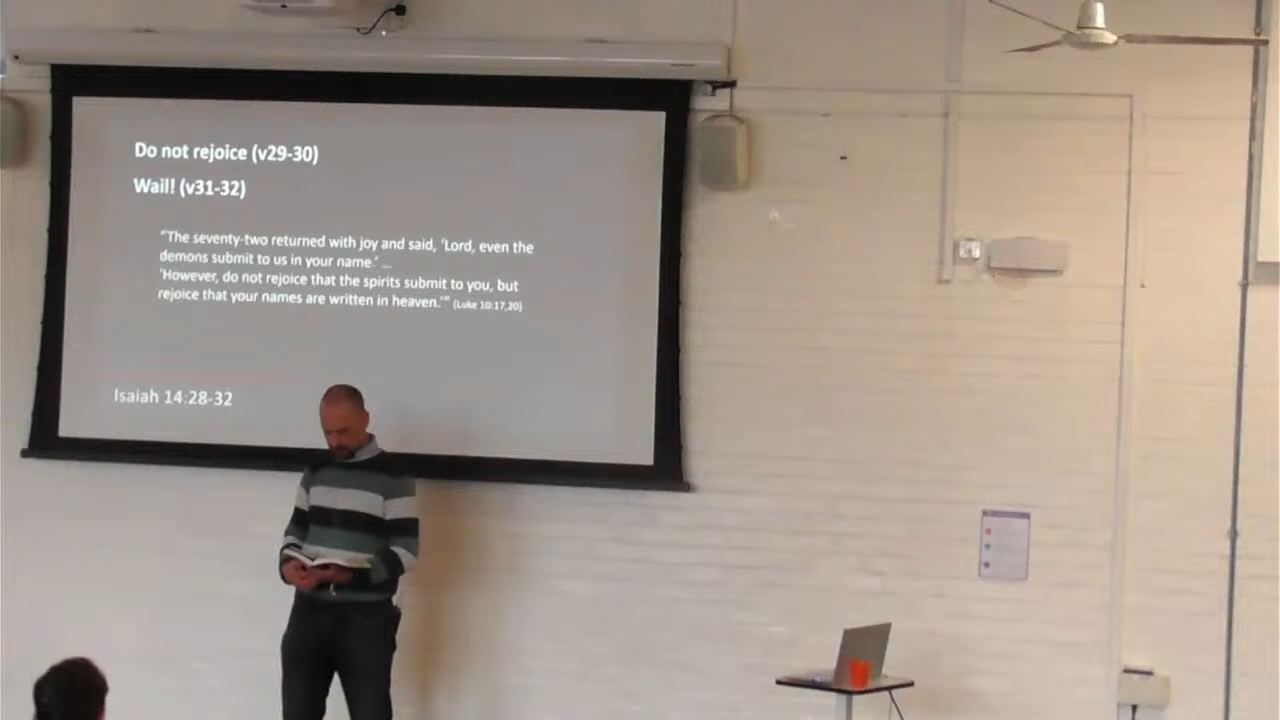 Do not rejoice (v29-30)
Wail! (v31-32)
"The seventy-two returned with joy and said, 'Lord, even the
demons submit to us in your name.' ...
'However, do not rejoice that the spirits submit to you, but
rejoice that your names are written in heaven.'" (Luke 10:17,20)
Isaiah 14:28-32